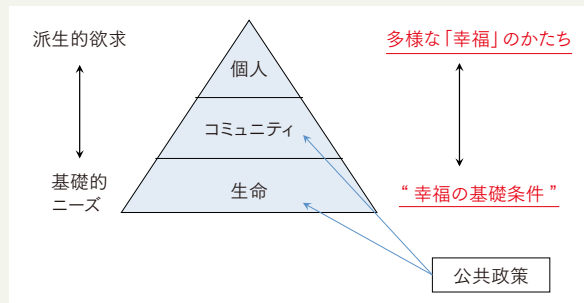 派生的欲求
多様な「幸福」のかたち
個人
コミュニティ
基礎的
ニーズ
生命
“幸福の基礎条件”
公共政策